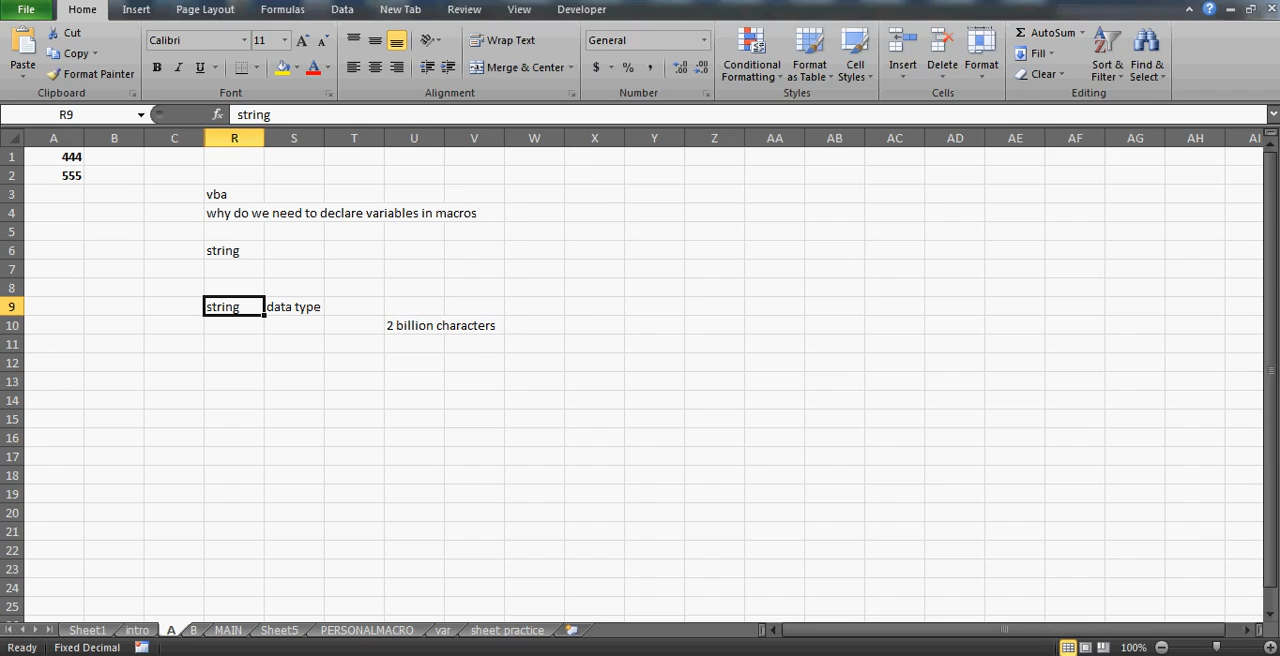 File Home Insert Page Layout Formulas Data New Tab Review View Developer
Paste Cut Copy Format Painter Clipboard
Calibri 11 A A B I U A Font
Wrap Text Merge & Center Alignment
General $ % , .0 .00 .00 .0 Number
Conditional Formatting Format as Table Cell Styles Styles
Insert Delete Format Cells
Σ AutoSum Fill Clear Sort & Filter Find & Select Editing
R9 fx string
A B C R S T U V W X Y Z AA AB AC AD AE AF AG AH AI
1 444
2 555
3 vba
4 why do we need to declare variables in macros
5
6 string
7
8
9 string data type
10 2 billion characters
11
12
13
14
15
16
17
18
19
20
21
22
23
24
25
Sheet1 intro A B MAIN Sheet5 PERSONALMACRO var sheet practice
Ready Fixed Decimal 100%